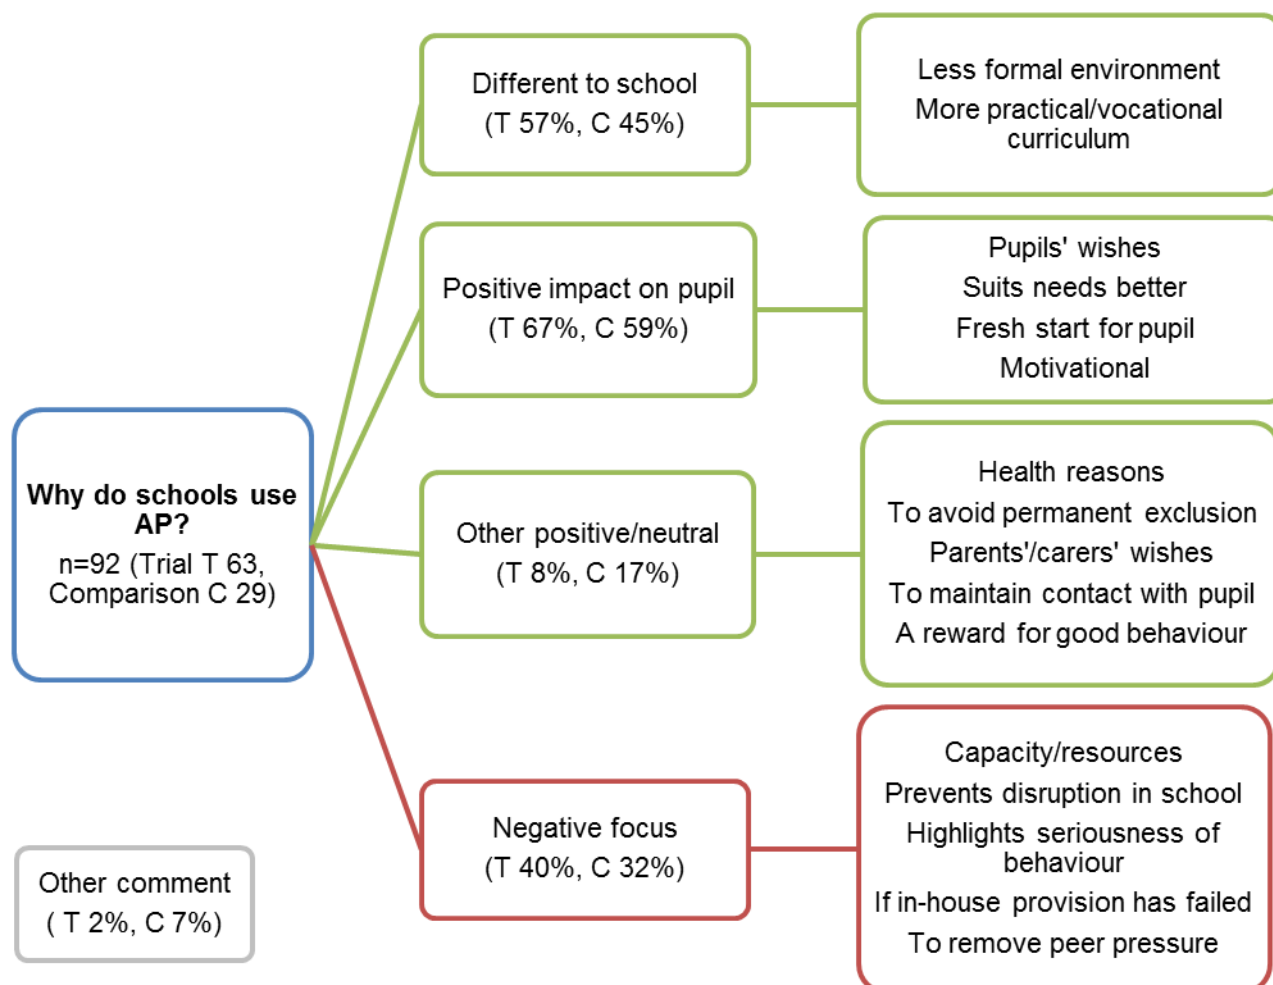 Why do schools use
AP?
n=92 (Trial T 63,
Comparison C 29)
Different to school
(T 57%, C 45%)
Less formal environment
More practical/vocational
curriculum
Positive impact on pupil
(T 67%, C 59%)
Pupils' wishes
Suits needs better
Fresh start for pupil
Motivational
Other positive/neutral
(T 8%, C 17%)
Health reasons
To avoid permanent exclusion
Parents'/carers' wishes
To maintain contact with pupil
A reward for good behaviour
Negative focus
(T 40%, C 32%)
Capacity/resources
Prevents disruption in school
Highlights seriousness of
behaviour
If in-house provision has failed
To remove peer pressure
Other comment
( T 2%, C 7%)